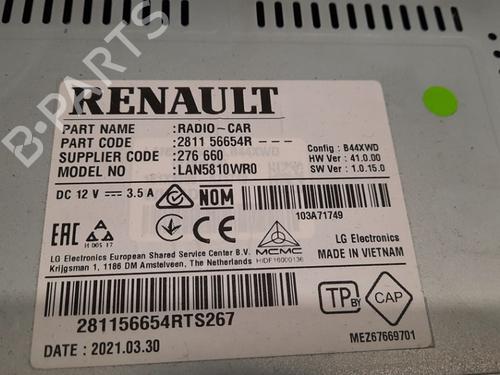 B-PARTS
RENAULT
PART NAME : RADIO-CAR
PART CODE : 2811 56654R ---
SUPPLIER CODE : 276 660
MODEL NO : LAN5810WR0
Config : B44XWD
HW Ver : 41.0.00
SW Ver : 1.0.15.0
DC 12 V 3.5 A
NOM
103A71749
EAC
MCMC
HIDF16000136
LG Electronics
MADE IN VIETNAM
LG Electronics European Shared Service Center B.V.
Krijgsman 1, 1186 DM Amstelveen, The Netherlands
281156654RTS267
TP by CAP
DATE : 2021.03.30
MEZ67669701